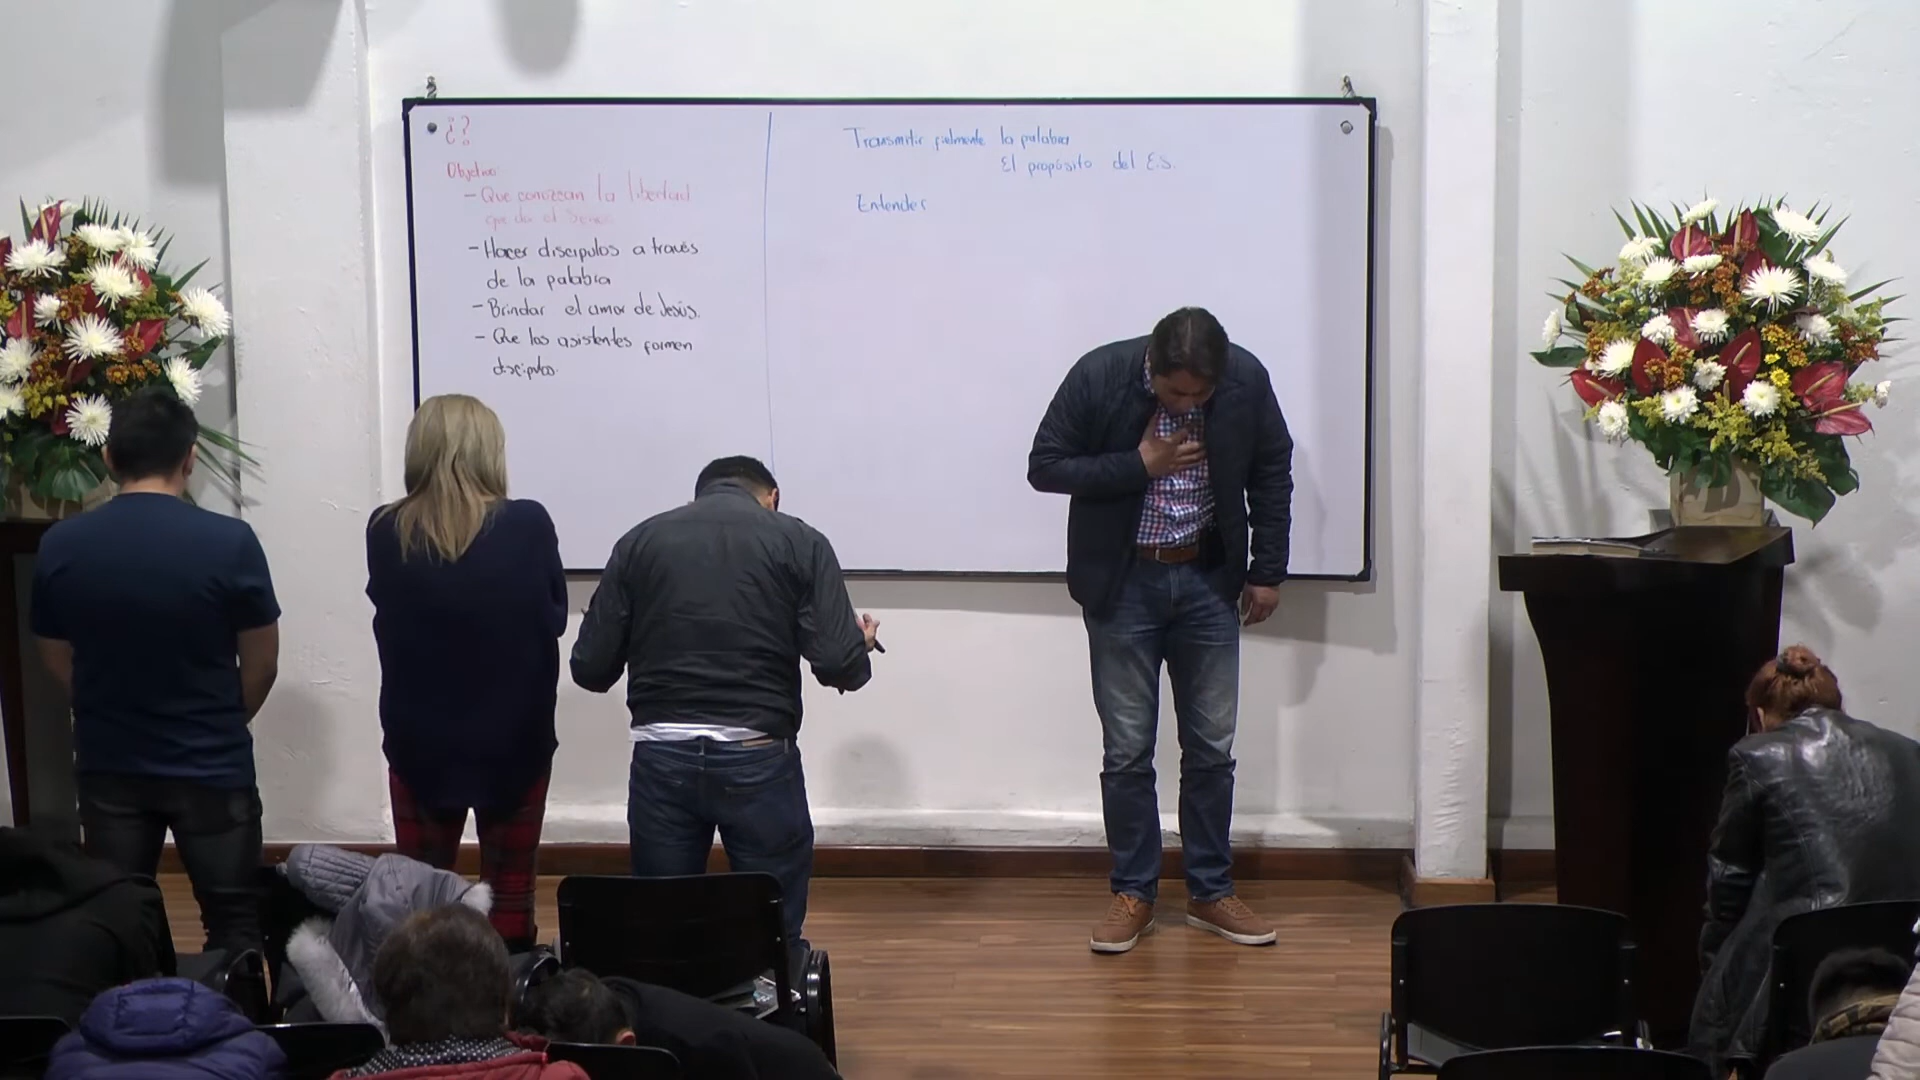 ¿?
Objetivo:
- Que conozcan la libertad
que da el Señor
- Hacer discipulos a través
de la palabra
- Brindar el amor de Jesús.
- Que los asistentes formen
discipulos.
Transmitir fielmente la palabra
El propósito del E.S.
Entender